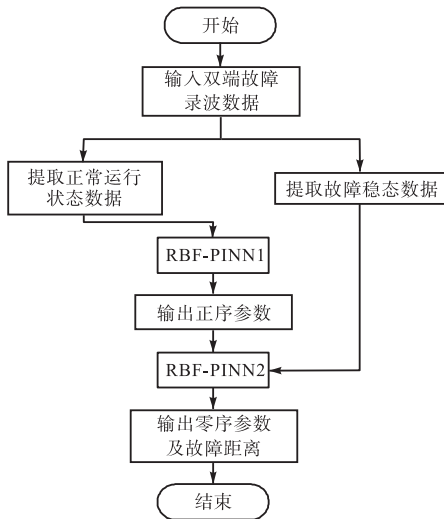 开始
输入双端故障
录波数据
提取正常运行
状态数据
提取故障稳态数据
RBF-PINN1
输出正序参数
RBF-PINN2
输出零序参数
及故障距离
结束